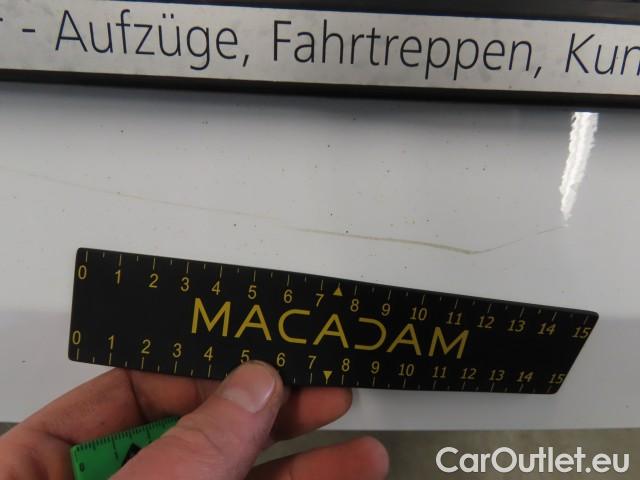 - Aufzüge, Fahrtreppen, Kun
0 1 2 3 4 5 6 7 8 9 10 11 12 13 14 15
MACADAM
0 1 2 3 4 5 6 7 8 9 10 11 12 13 14 15
CarOutlet.eu